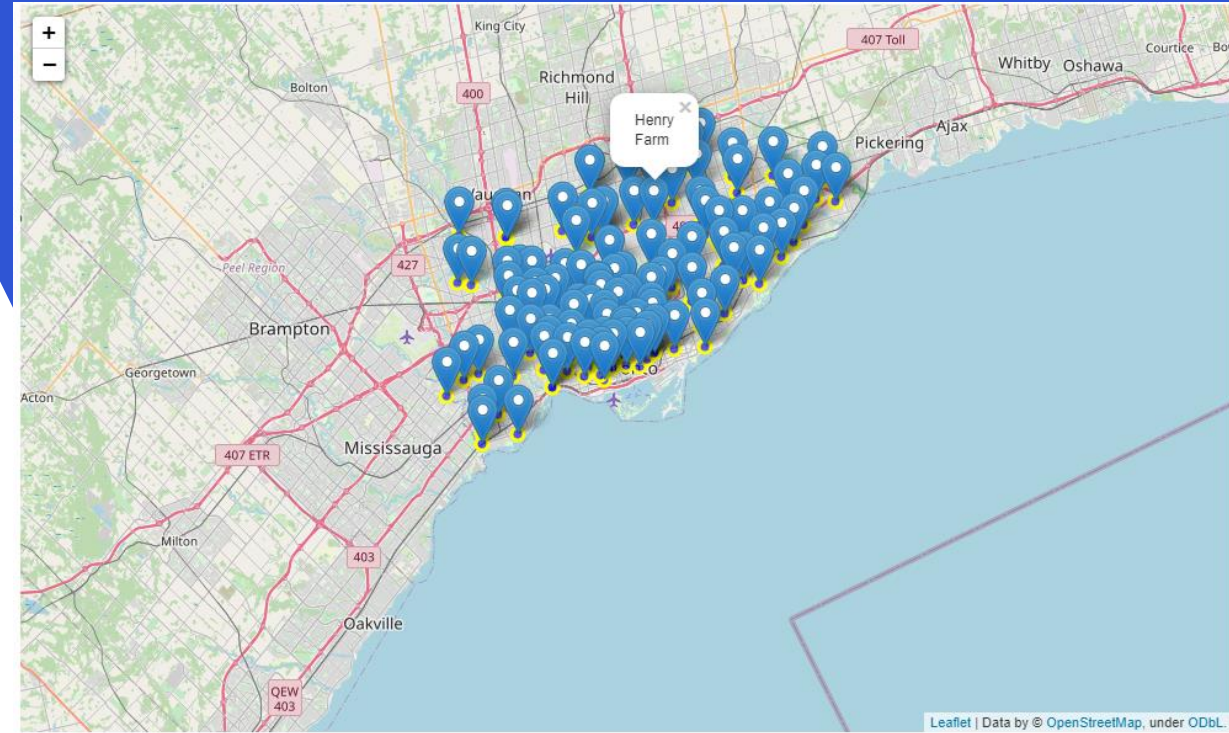 +
−
King City
407 Toll
Courtice
Whitby
Oshawa
Richmond
Hill
Bolton
400
Henry
Farm
×
Ajax
Pickering
427
Peel Region
Brampton
Georgetown
Acton
Mississauga
407 ETR
Milton
403
Oakville
QEW
403
Leaflet | Data by © OpenStreetMap, under ODbL.